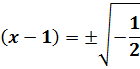 (x − 1) = ±√(−1/2)